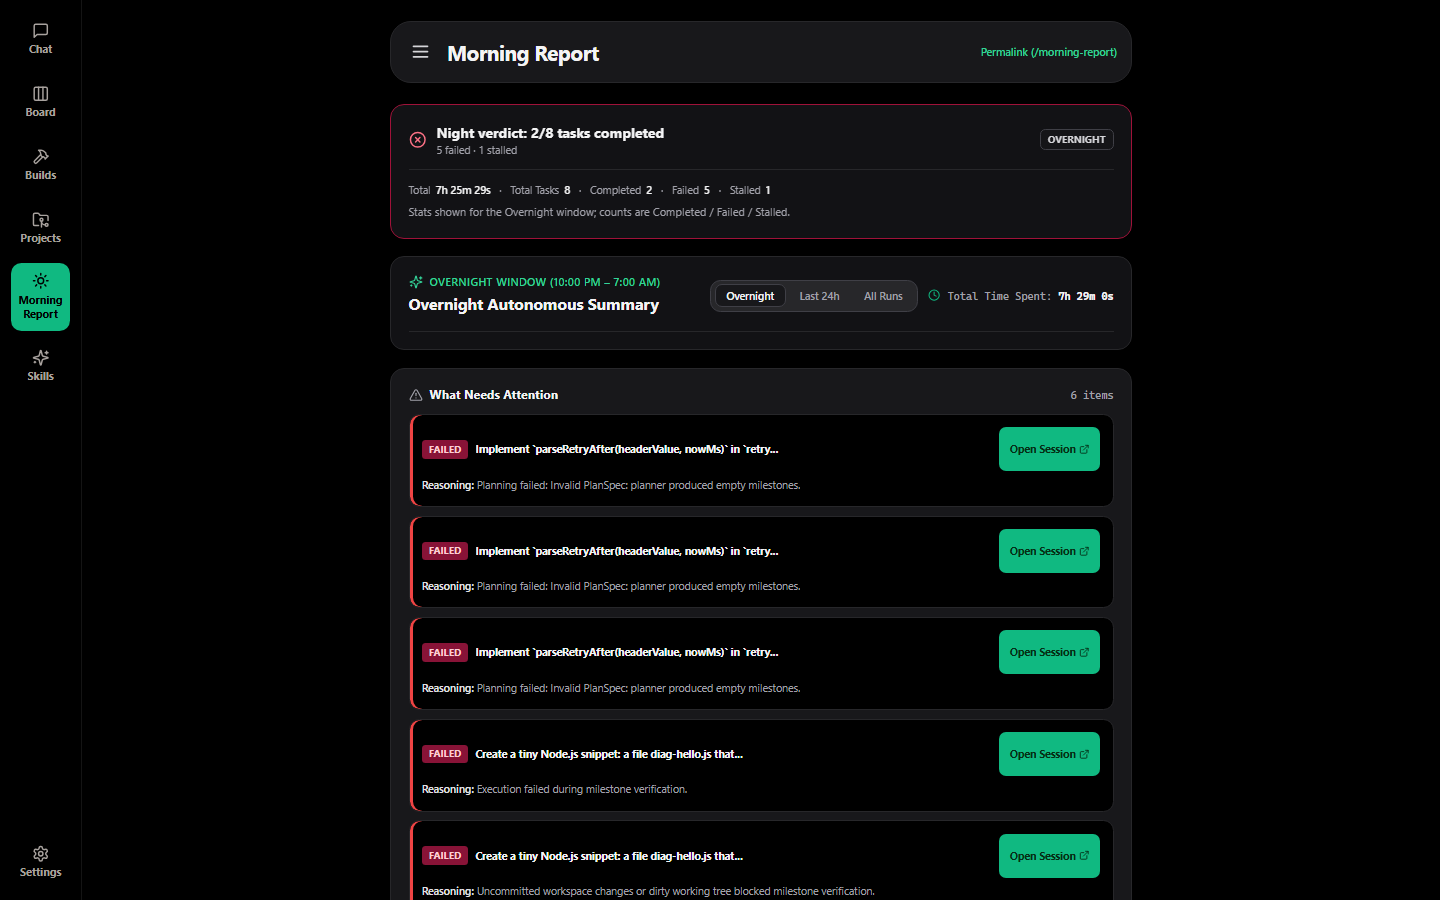 Chat
Board
Builds
Projects
Morning
Report
Skills
Settings
Morning Report
Permalink (/morning-report)
Night verdict: 2/8 tasks completed
5 failed · 1 stalled
OVERNIGHT
Total 7h 25m 29s · Total Tasks 8 · Completed 2 · Failed 5 · Stalled 1
Stats shown for the Overnight window; counts are Completed / Failed / Stalled.
OVERNIGHT WINDOW (10:00 PM – 7:00 AM)
Overnight Autonomous Summary
Overnight Last 24h All Runs
Total Time Spent: 7h 29m 0s
What Needs Attention
6 items
FAILED Implement `parseRetryAfter(headerValue, nowMs)` in `retry...
Open Session
Reasoning: Planning failed: Invalid PlanSpec: planner produced empty milestones.
FAILED Implement `parseRetryAfter(headerValue, nowMs)` in `retry...
Open Session
Reasoning: Planning failed: Invalid PlanSpec: planner produced empty milestones.
FAILED Implement `parseRetryAfter(headerValue, nowMs)` in `retry...
Open Session
Reasoning: Planning failed: Invalid PlanSpec: planner produced empty milestones.
FAILED Create a tiny Node.js snippet: a file diag-hello.js that...
Open Session
Reasoning: Execution failed during milestone verification.
FAILED Create a tiny Node.js snippet: a file diag-hello.js that...
Open Session
Reasoning: Uncommitted workspace changes or dirty working tree blocked milestone verification.